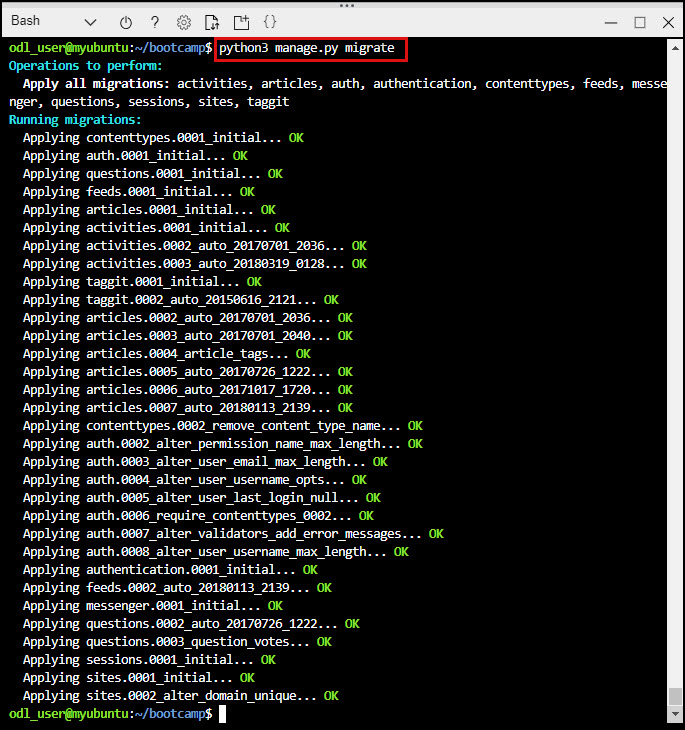 Bash
odl_user@myubuntu:~/bootcamp$ python3 manage.py migrate
Operations to perform:
  Apply all migrations: activities, articles, auth, authentication, contenttypes, feeds, messe
nger, questions, sessions, sites, taggit
Running migrations:
  Applying contenttypes.0001_initial... OK
  Applying auth.0001_initial... OK
  Applying questions.0001_initial... OK
  Applying feeds.0001_initial... OK
  Applying articles.0001_initial... OK
  Applying activities.0001_initial... OK
  Applying activities.0002_auto_20170701_2036... OK
  Applying activities.0003_auto_20180319_0128... OK
  Applying taggit.0001_initial... OK
  Applying taggit.0002_auto_20150616_2121... OK
  Applying articles.0002_auto_20170701_2036... OK
  Applying articles.0003_auto_20170701_2040... OK
  Applying articles.0004_article_tags... OK
  Applying articles.0005_auto_20170726_1222... OK
  Applying articles.0006_auto_20171017_1720... OK
  Applying articles.0007_auto_20180113_2139... OK
  Applying contenttypes.0002_remove_content_type_name... OK
  Applying auth.0002_alter_permission_name_max_length... OK
  Applying auth.0003_alter_user_email_max_length... OK
  Applying auth.0004_alter_user_username_opts... OK
  Applying auth.0005_alter_user_last_login_null... OK
  Applying auth.0006_require_contenttypes_0002... OK
  Applying auth.0007_alter_validators_add_error_messages... OK
  Applying auth.0008_alter_user_username_max_length... OK
  Applying authentication.0001_initial... OK
  Applying feeds.0002_auto_20180113_2139... OK
  Applying messenger.0001_initial... OK
  Applying questions.0002_auto_20170726_1222... OK
  Applying questions.0003_question_votes... OK
  Applying sessions.0001_initial... OK
  Applying sites.0001_initial... OK
  Applying sites.0002_alter_domain_unique... OK
odl_user@myubuntu:~/bootcamp$